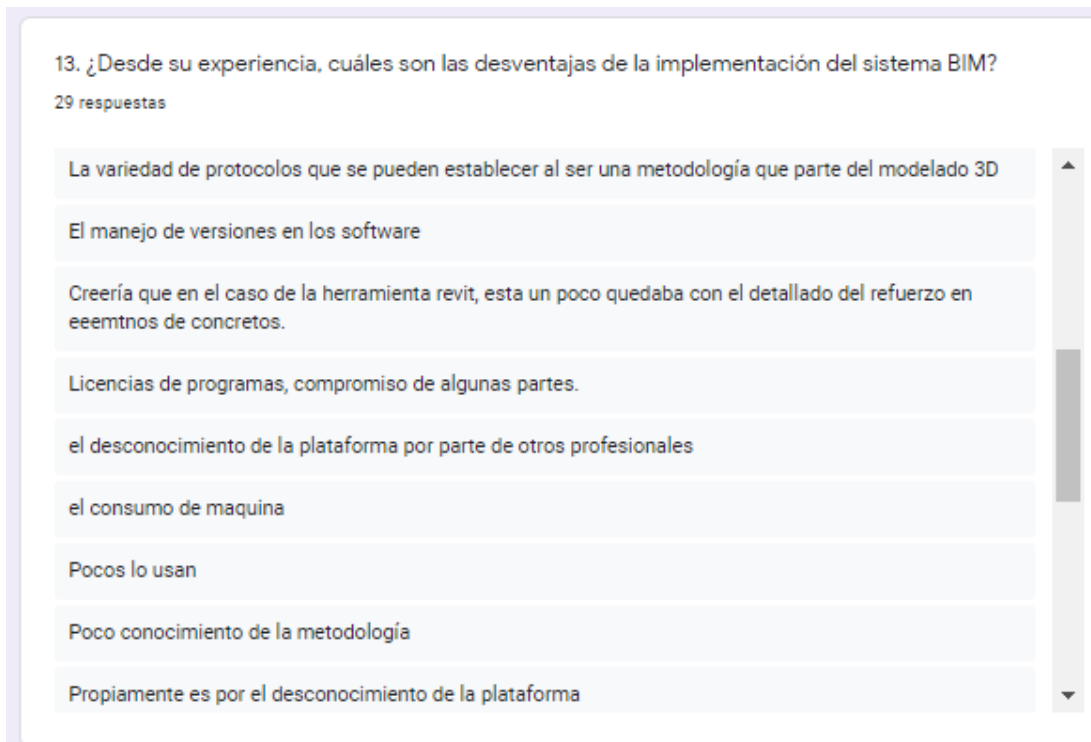 13. ¿Desde su experiencia, cuáles son las desventajas de la implementación del sistema BIM?
29 respuestas
La variedad de protocolos que se pueden establecer al ser una metodología que parte del modelado 3D
El manejo de versiones en los software
Creería que en el caso de la herramienta revit, esta un poco quedaba con el detallado del refuerzo en
eeemtnos de concretos.
Licencias de programas, compromiso de algunas partes.
el desconocimiento de la plataforma por parte de otros profesionales
el consumo de maquina
Pocos lo usan
Poco conocimiento de la metodología
Propiamente es por el desconocimiento de la plataforma